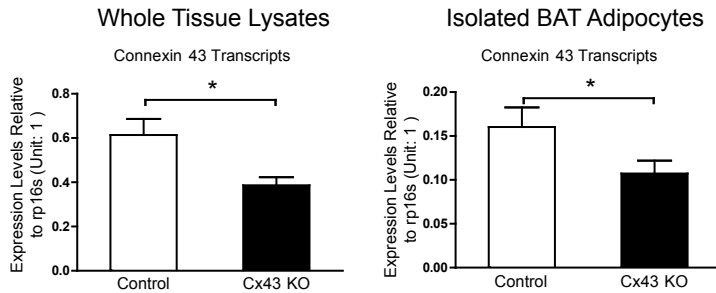 Whole Tissue Lysates
Connexin 43 Transcripts
Expression Levels Relative
to rp16s (Unit: 1 )
0.8
0.6
0.4
0.2
0.0
*
Control
Cx43 KO
Isolated BAT Adipocytes
Connexin 43 Transcripts
Expression Levels Relative
to rp16s (Unit: 1 )
0.20
0.15
0.10
0.05
0.00
*
Control
Cx43 KO